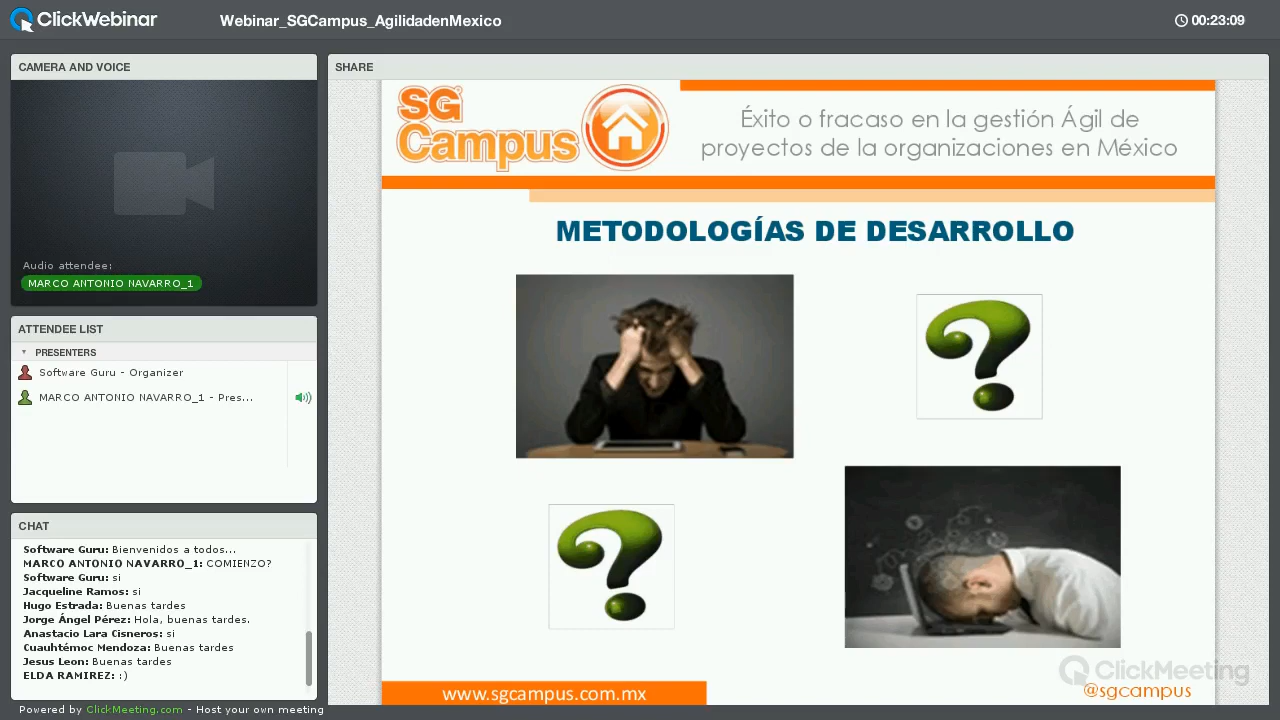 ClickWebinar
Webinar_SGCampus_AgilidadenMexico
00:23:09
CAMERA AND VOICE
Audio attendee:
MARCO ANTONIO NAVARRO_1
ATTENDEE LIST
PRESENTERS
Software Guru - Organizer
MARCO ANTONIO NAVARRO_1 - Pres...
CHAT
Software Guru: Bienvenidos a todos...
MARCO ANTONIO NAVARRO_1: COMIENZO?
Software Guru: si
Jacqueline Ramos: si
Hugo Estrada: Buenas tardes
Jorge Ángel Pérez: Hola, buenas tardes.
Anastacio Lara Cisneros: si
Cuauhtémoc Mendoza: Buenas tardes
Jesus Leon: Buenas tardes
ELDA RAMIREZ: :)
Powered by ClickMeeting.com - Host your own meeting
SHARE
SG
Campus
Éxito o fracaso en la gestión Ágil de
proyectos de la organizaciones en México
METODOLOGÍAS DE DESARROLLO
?
?
www.sgcampus.com.mx
ClickMeeting
@sgcampus